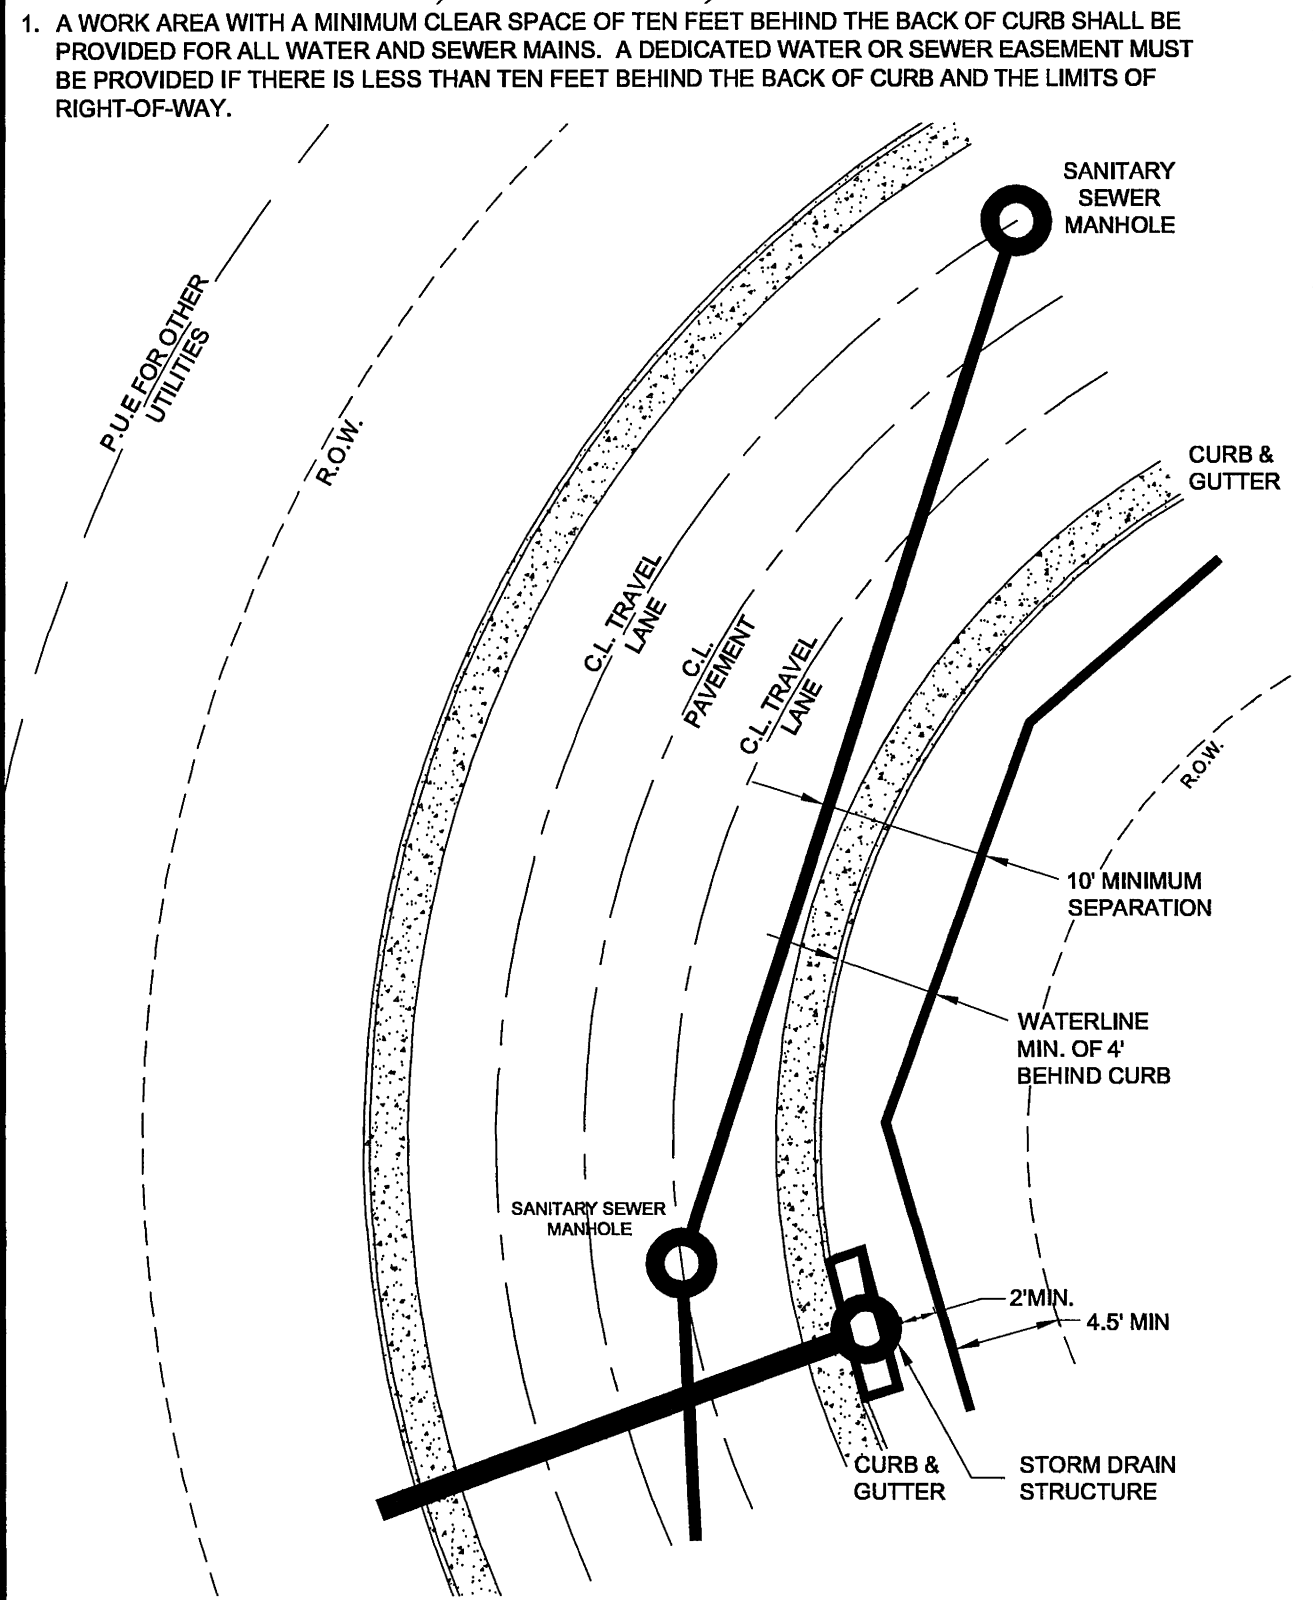 1. A WORK AREA WITH A MINIMUM CLEAR SPACE OF TEN FEET BEHIND THE BACK OF CURB SHALL BE
PROVIDED FOR ALL WATER AND SEWER MAINS. A DEDICATED WATER OR SEWER EASEMENT MUST
BE PROVIDED IF THERE IS LESS THAN TEN FEET BEHIND THE BACK OF CURB AND THE LIMITS OF
RIGHT-OF-WAY.
SANITARY
SEWER
MANHOLE
P.U.E FOR OTHER
UTILITIES
R.O.W.
CURB &
GUTTER
C.L. TRAVEL
LANE
C.L.
PAVEMENT
C.L. TRAVEL
LANE
R.O.W.
10' MINIMUM
SEPARATION
WATERLINE
MIN. OF 4'
BEHIND CURB
SANITARY SEWER
MANHOLE
2'MIN.
4.5' MIN
CURB &
GUTTER
STORM DRAIN
STRUCTURE